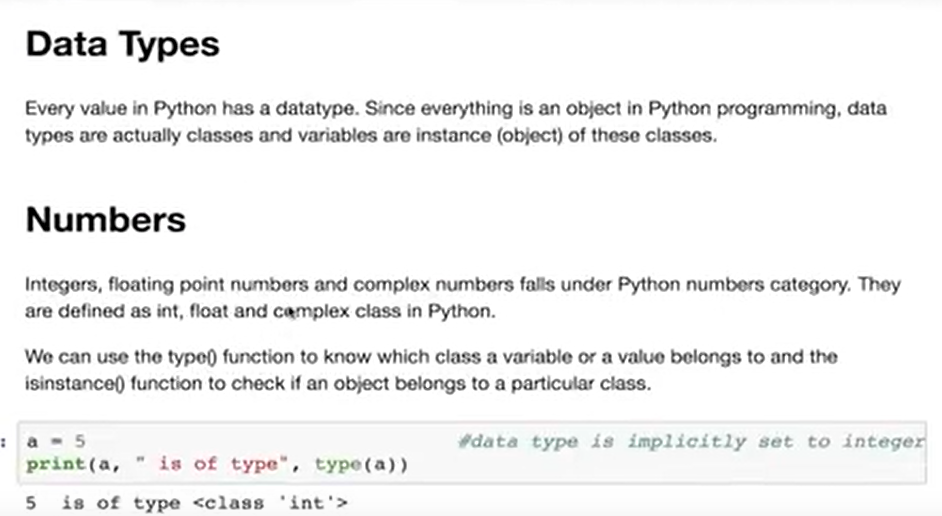 Data Types
Every value in Python has a datatype. Since everything is an object in Python programming, data
types are actually classes and variables are instance (object) of these classes.
Numbers
Integers, floating point numbers and complex numbers falls under Python numbers category. They
are defined as int, float and complex class in Python.
We can use the type() function to know which class a variable or a value belongs to and the
isinstance() function to check if an object belongs to a particular class.
: a = 5 #data type is implicitly set to integer
print(a, " is of type", type(a))
5  is of type <class 'int'>